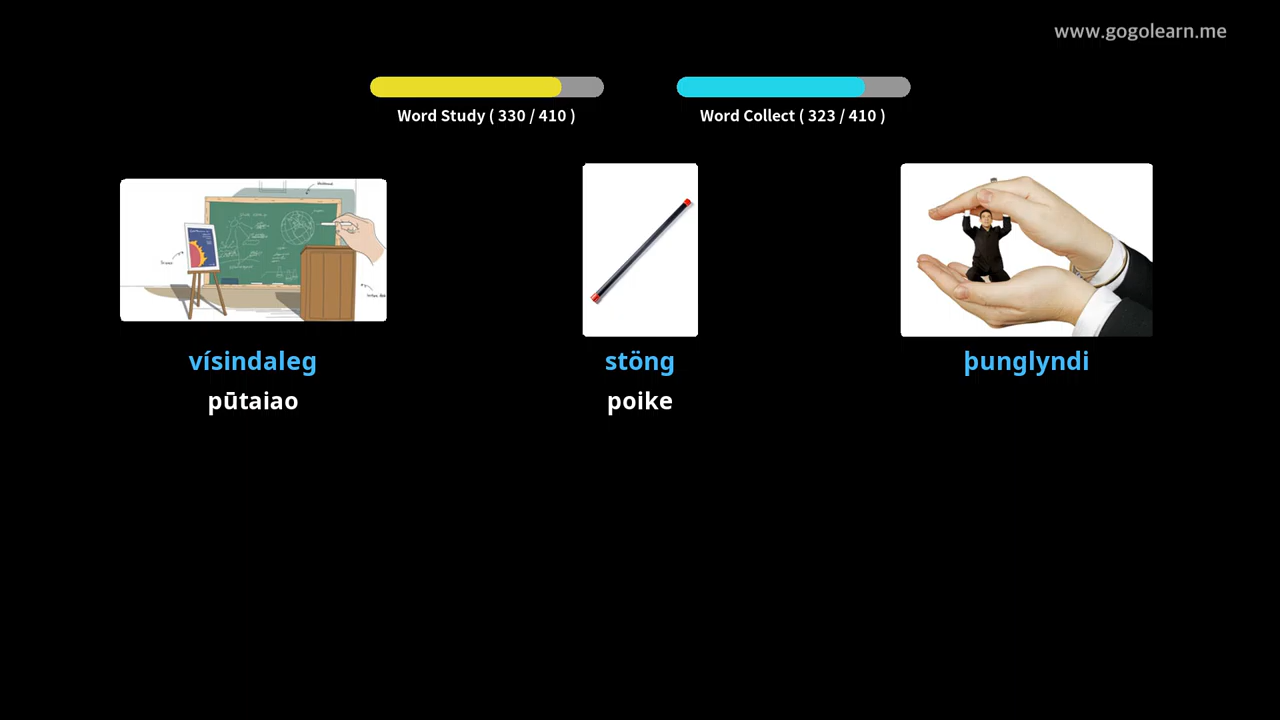 www.gogolearn.me
Word Study ( 330 / 410 )
Word Collect ( 323 / 410 )
vísindaleg
stöng
þunglyndi
pūtaiao
poike